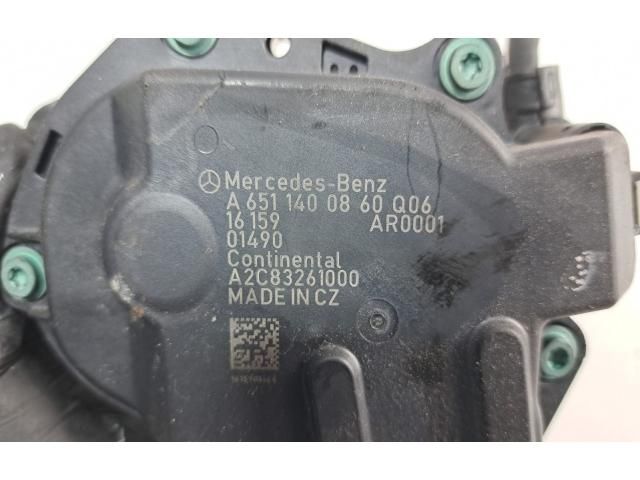 Mercedes-Benz
A 651 140 08 60 Q06
16 159 AR0001
01490
Continental
A2C83261000
MADE IN CZ